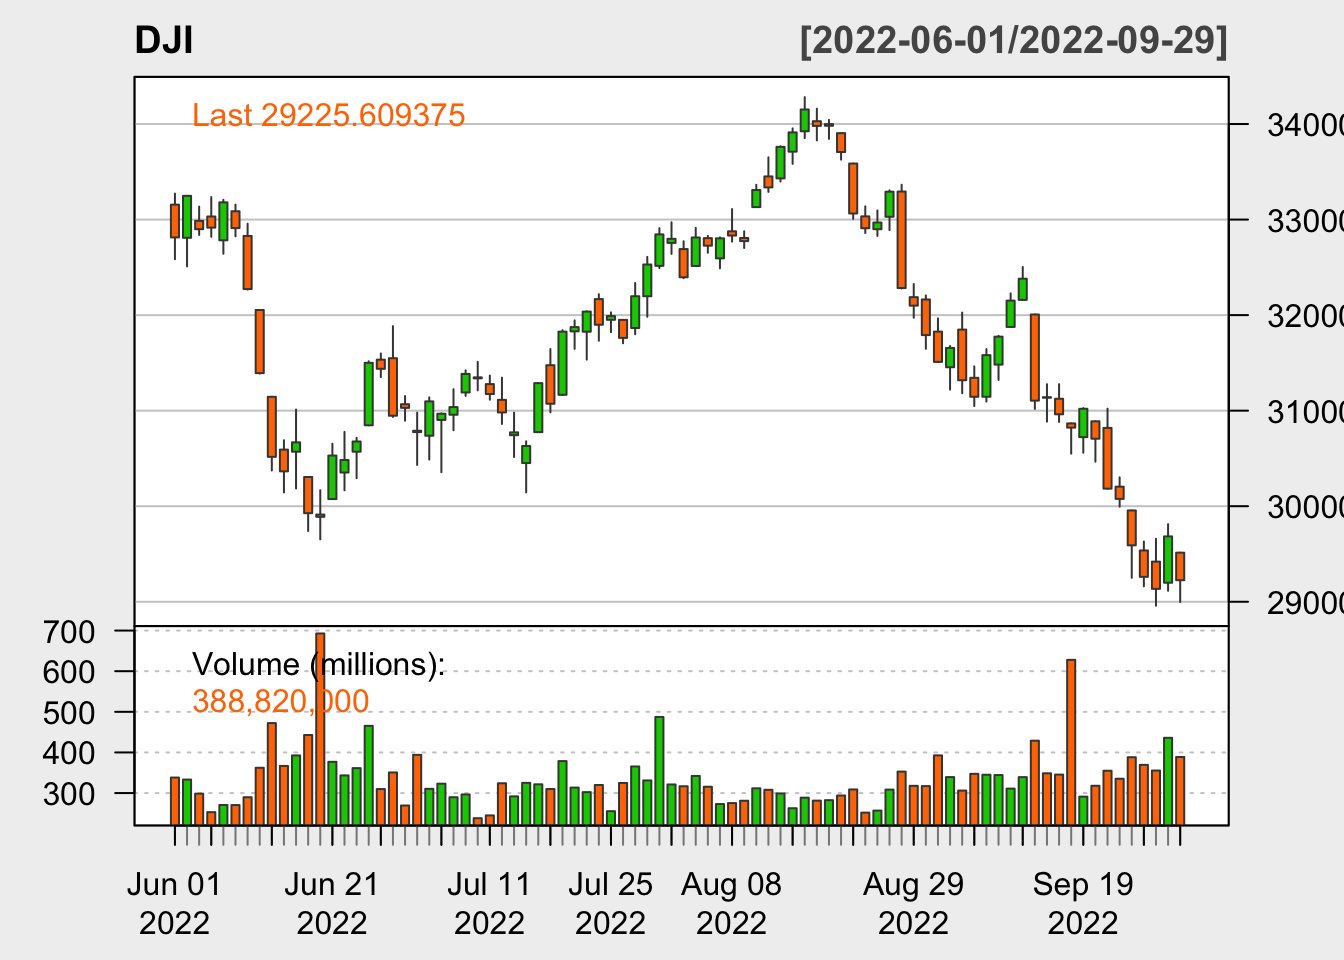 DJI [2022-06-01/2022-09-29]
Last 29225.609375
34000
33000
32000
31000
30000
29000
700
Volume (millions):
600
388,820,000
500
400
300
Jun 01 Jun 21 Jul 11 Jul 25 Aug 08 Aug 29 Sep 19
2022 2022 2022 2022 2022 2022 2022